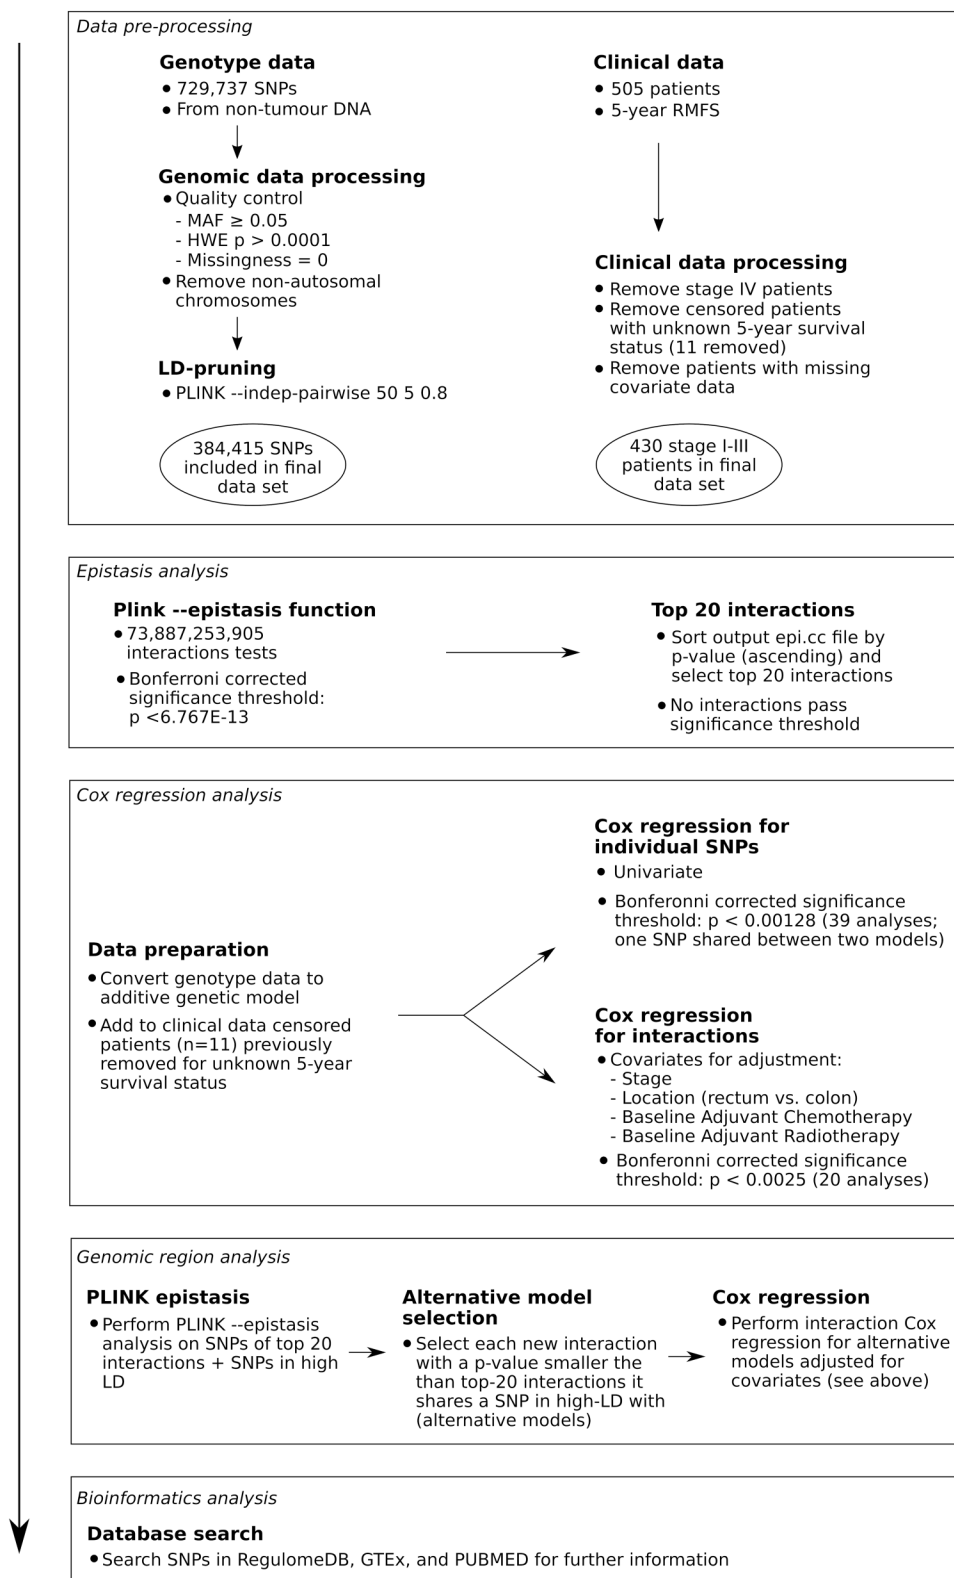 Data pre-processing
Genotype data
● 729,737 SNPs
● From non-tumour DNA
Genomic data processing
● Quality control
- MAF ≥ 0.05
- HWE p > 0.0001
- Missingness = 0
● Remove non-autosomal
chromosomes
LD-pruning
● PLINK --indep-pairwise 50 5 0.8
384,415 SNPs
included in final
data set
Clinical data
● 505 patients
● 5-year RMFS
Clinical data processing
● Remove stage IV patients
● Remove censored patients
with unknown 5-year survival
status (11 removed)
● Remove patients with missing
covariate data
430 stage I-III
patients in final
data set
Epistasis analysis
Plink --epistasis function
● 73,887,253,905
interactions tests
● Bonferroni corrected
significance threshold:
p <6.767E-13
Top 20 interactions
● Sort output epi.cc file by
p-value (ascending) and
select top 20 interactions
● No interactions pass
significance threshold
Cox regression analysis
Data preparation
● Convert genotype data to
additive genetic model
● Add to clinical data censored
patients (n=11) previously
removed for unknown 5-year
survival status
Cox regression for
individual SNPs
● Univariate
● Bonferonni corrected significance
threshold: p < 0.00128 (39 analyses;
one SNP shared between two models)
Cox regression
for interactions
● Covariates for adjustment:
- Stage
- Location (rectum vs. colon)
- Baseline Adjuvant Chemotherapy
- Baseline Adjuvant Radiotherapy
● Bonferonni corrected significance
threshold: p < 0.0025 (20 analyses)
Genomic region analysis
PLINK epistasis
● Perform PLINK --epistasis
analysis on SNPs of top 20
interactions + SNPs in high
LD
Alternative model
selection
● Select each new interaction
with a p-value smaller the
than top-20 interactions it
shares a SNP in high-LD with
(alternative models)
Cox regression
● Perform interaction Cox
regression for alternative
models adjusted for
covariates (see above)
Bioinformatics analysis
Database search
● Search SNPs in RegulomeDB, GTEx, and PUBMED for further information